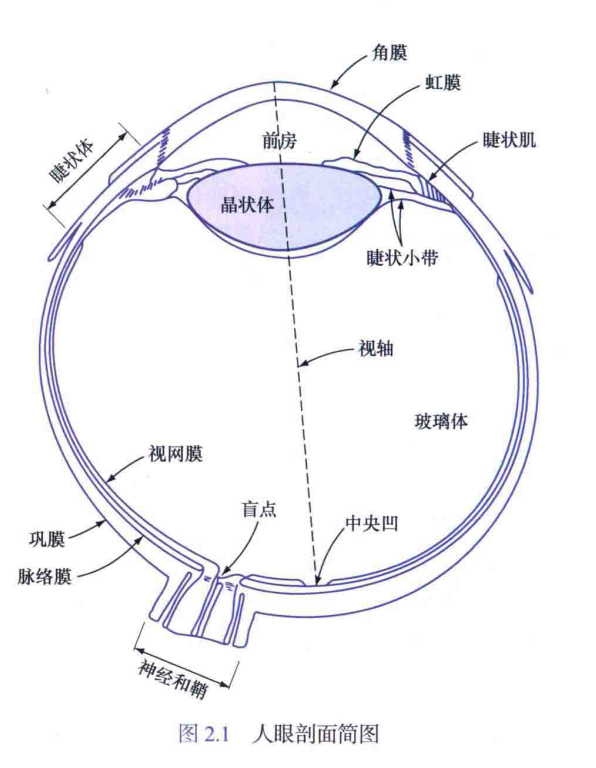 角膜
虹膜
前房
睫状肌
睫状体
晶状体
睫状小带
视轴
玻璃体
视网膜
盲点
中央凹
巩膜
脉络膜
神经和鞘
图 2.1 人眼剖面简图